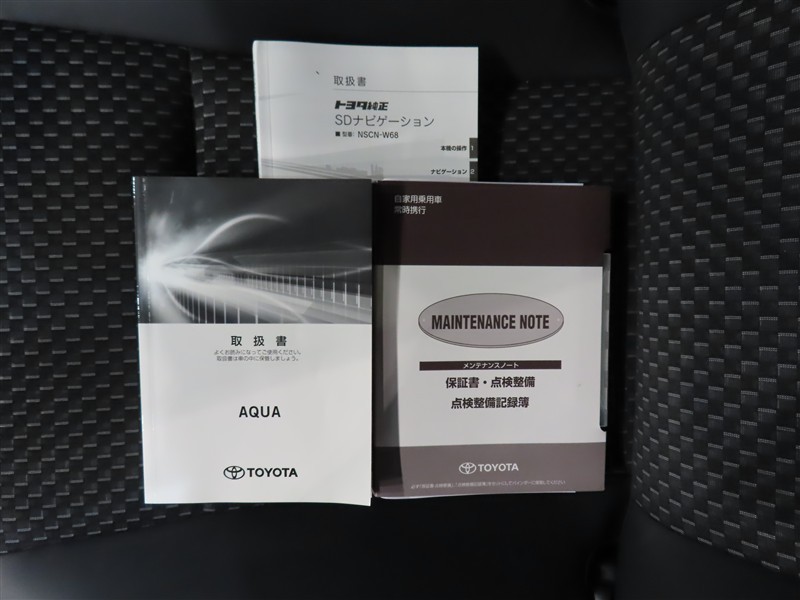 取扱書
トヨタ純正
SDナビゲーション
■ 型番: NSCN-W68
本機の操作 1
ナビゲーション 2
取扱書
よくお読みになってご使用ください。
取扱書は車の中に保管しましょう。
AQUA
TOYOTA
自家用乗用車
常時携行
MAINTENANCE NOTE
メンテナンスノート
保証書・点検整備
点検整備記録簿
TOYOTA